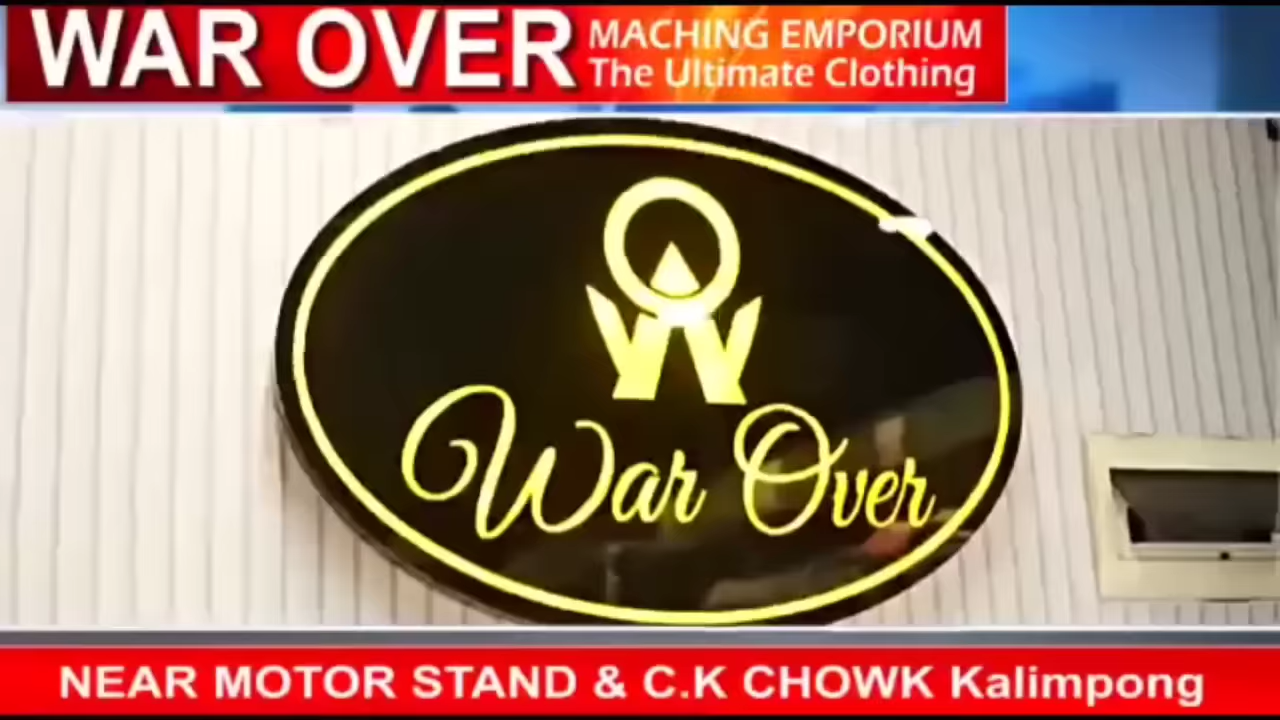 WAR OVER
MACHING EMPORIUM
The Ultimate Clothing
War Over
NEAR MOTOR STAND & C.K CHOWK Kalimpong